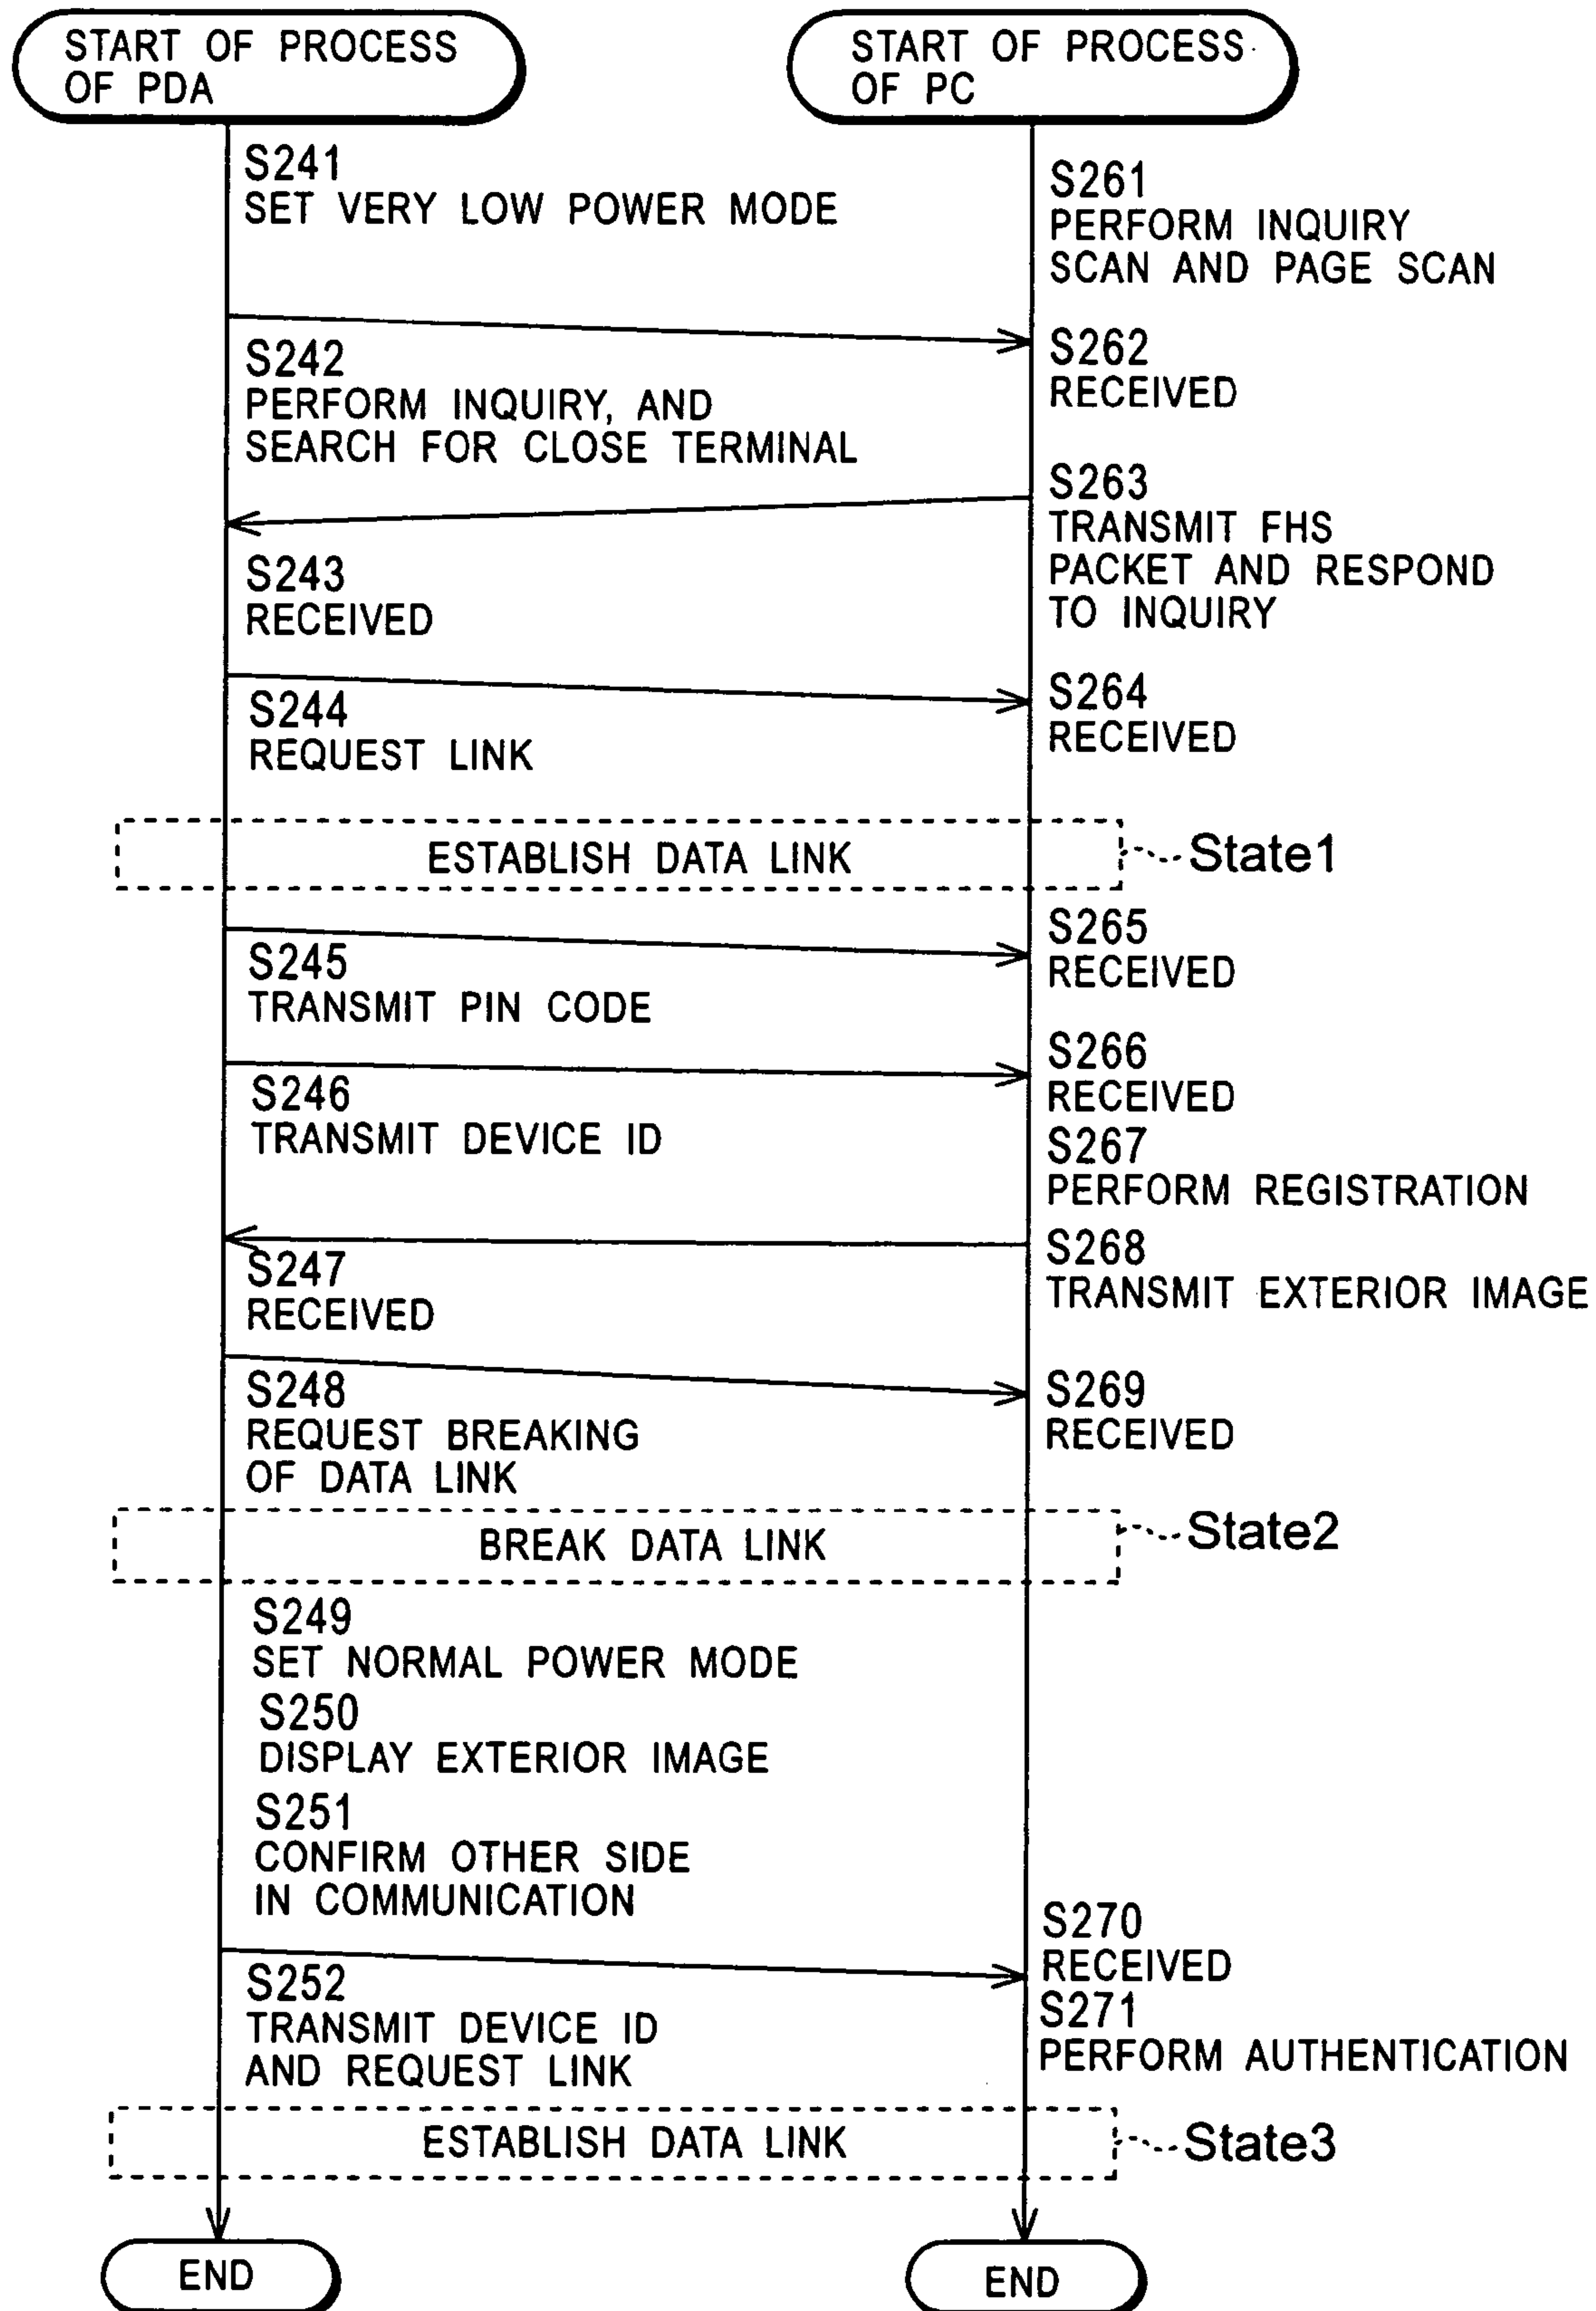 START OF PROCESS
OF PDA
START OF PROCESS
OF PC
S241
SET VERY LOW POWER MODE
S261
PERFORM INQUIRY
SCAN AND PAGE SCAN
S242
PERFORM INQUIRY, AND
SEARCH FOR CLOSE TERMINAL
S262
RECEIVED
S263
TRANSMIT FHS
PACKET AND RESPOND
TO INQUIRY
S243
RECEIVED
S244
REQUEST LINK
S264
RECEIVED
ESTABLISH DATA LINK
State1
S245
TRANSMIT PIN CODE
S265
RECEIVED
S246
TRANSMIT DEVICE ID
S266
RECEIVED
S267
PERFORM REGISTRATION
S268
TRANSMIT EXTERIOR IMAGE
S247
RECEIVED
S248
REQUEST BREAKING
OF DATA LINK
S269
RECEIVED
BREAK DATA LINK
State2
S249
SET NORMAL POWER MODE
S250
DISPLAY EXTERIOR IMAGE
S251
CONFIRM OTHER SIDE
IN COMMUNICATION
S252
TRANSMIT DEVICE ID
AND REQUEST LINK
S270
RECEIVED
S271
PERFORM AUTHENTICATION
ESTABLISH DATA LINK
State3
END
END